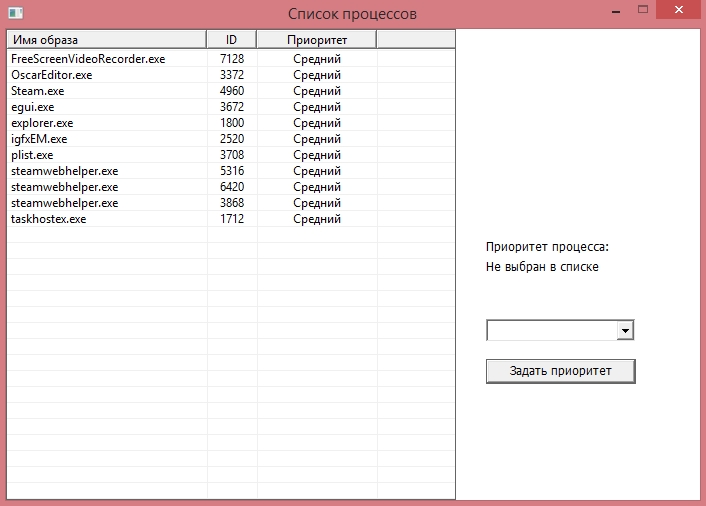 Список процессов
Имя образа ID Приоритет
FreeScreenVideoRecorder.exe 7128 Средний
OscarEditor.exe 3372 Средний
Steam.exe 4960 Средний
egui.exe 3672 Средний
explorer.exe 1800 Средний
igfxEM.exe 2520 Средний
plist.exe 3708 Средний
steamwebhelper.exe 5316 Средний
steamwebhelper.exe 6420 Средний
steamwebhelper.exe 3868 Средний
taskhostex.exe 1712 Средний
Приоритет процесса:
Не выбран в списке
Задать приоритет